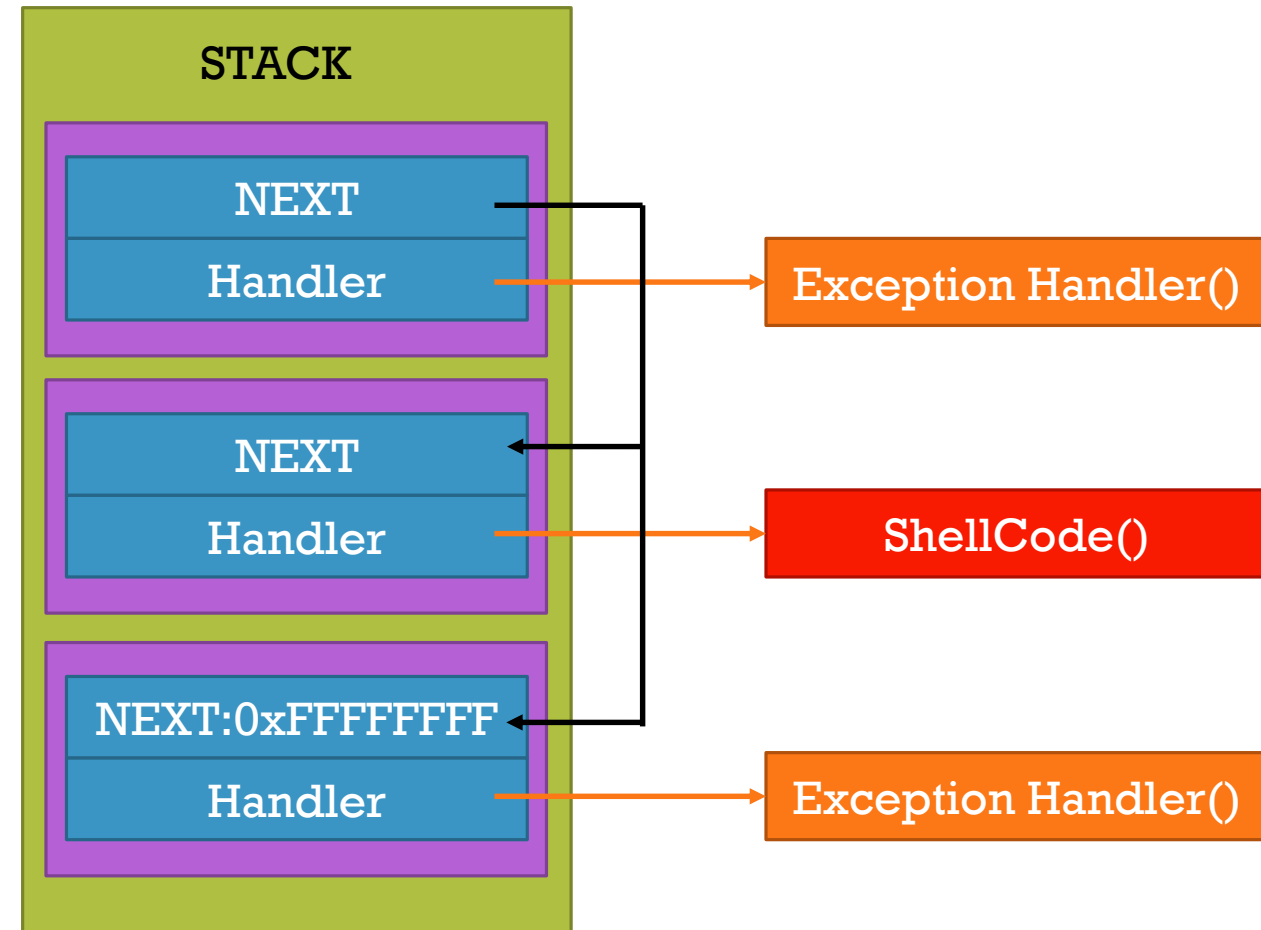 STACK
NEXT
Handler
Exception Handler()
NEXT
Handler
ShellCode()
NEXT:0xFFFFFFFF
Handler
Exception Handler()